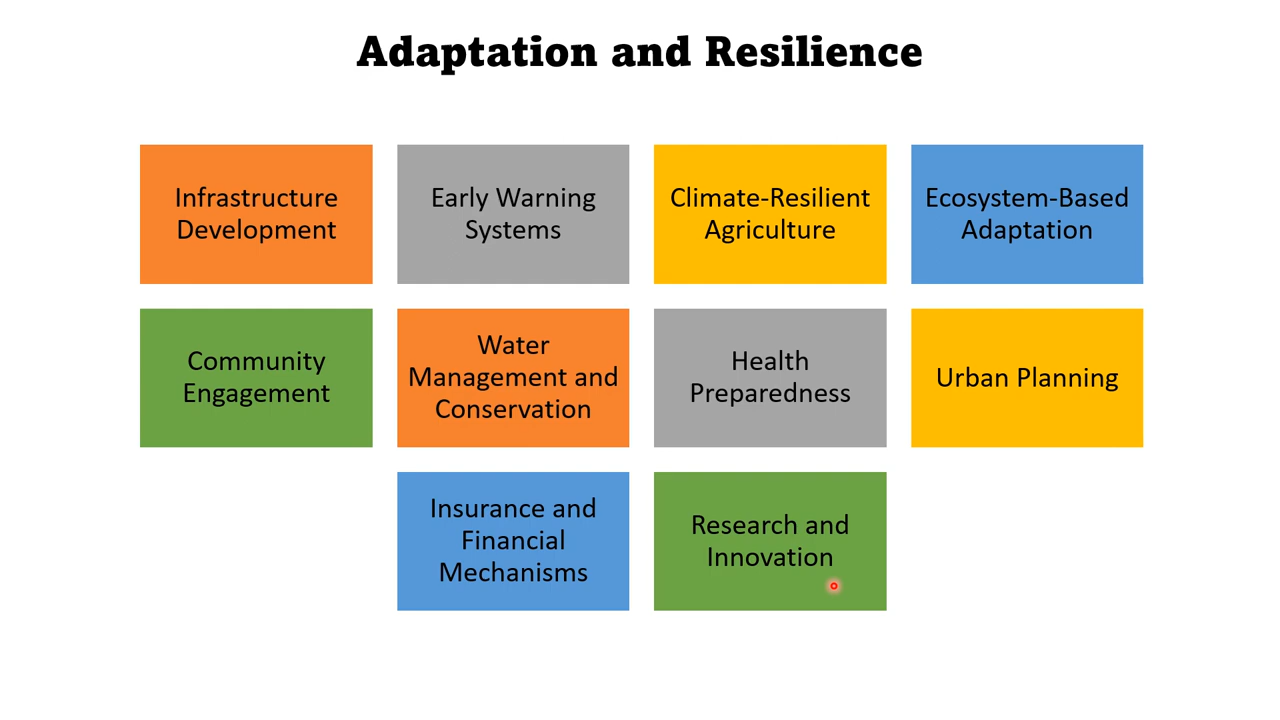 Adaptation and Resilience
Infrastructure
Development
Early Warning
Systems
Climate-Resilient
Agriculture
Ecosystem-Based
Adaptation
Community
Engagement
Water
Management and
Conservation
Health
Preparedness
Urban Planning
Insurance and
Financial
Mechanisms
Research and
Innovation